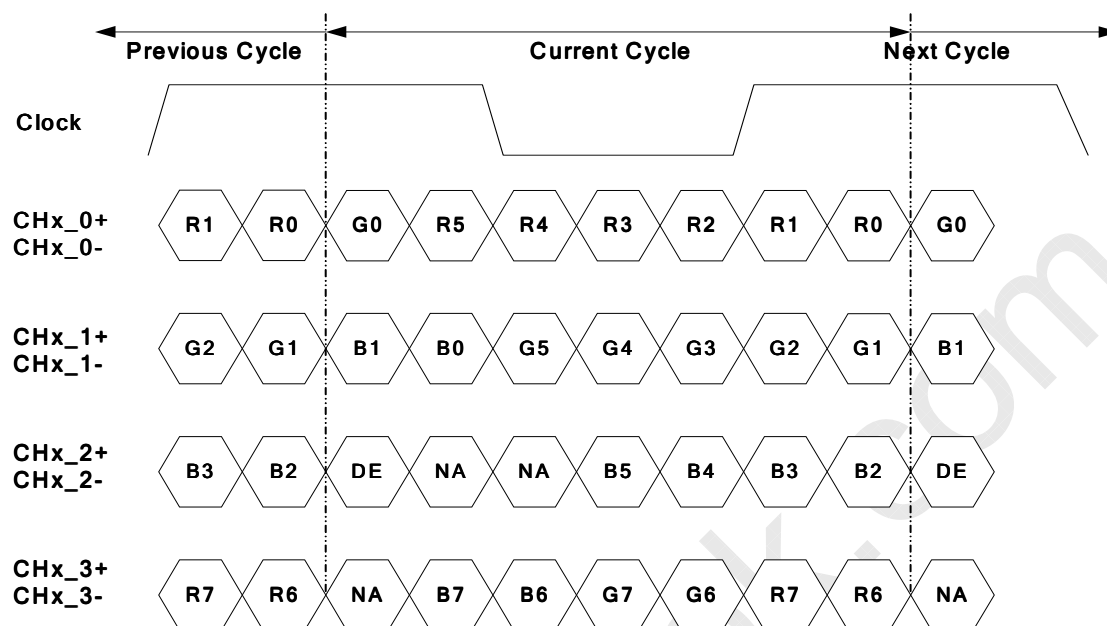 Previous Cycle Current Cycle Next Cycle
Clock
CHx_0+
CHx_0-
R1 R0 G0 R5 R4 R3 R2 R1 R0 G0
CHx_1+
CHx_1-
G2 G1 B1 B0 G5 G4 G3 G2 G1 B1
CHx_2+
CHx_2-
B3 B2 DE NA NA B5 B4 B3 B2 DE
CHx_3+
CHx_3-
R7 R6 NA B7 B6 G7 G6 R7 R6 NA
k.com